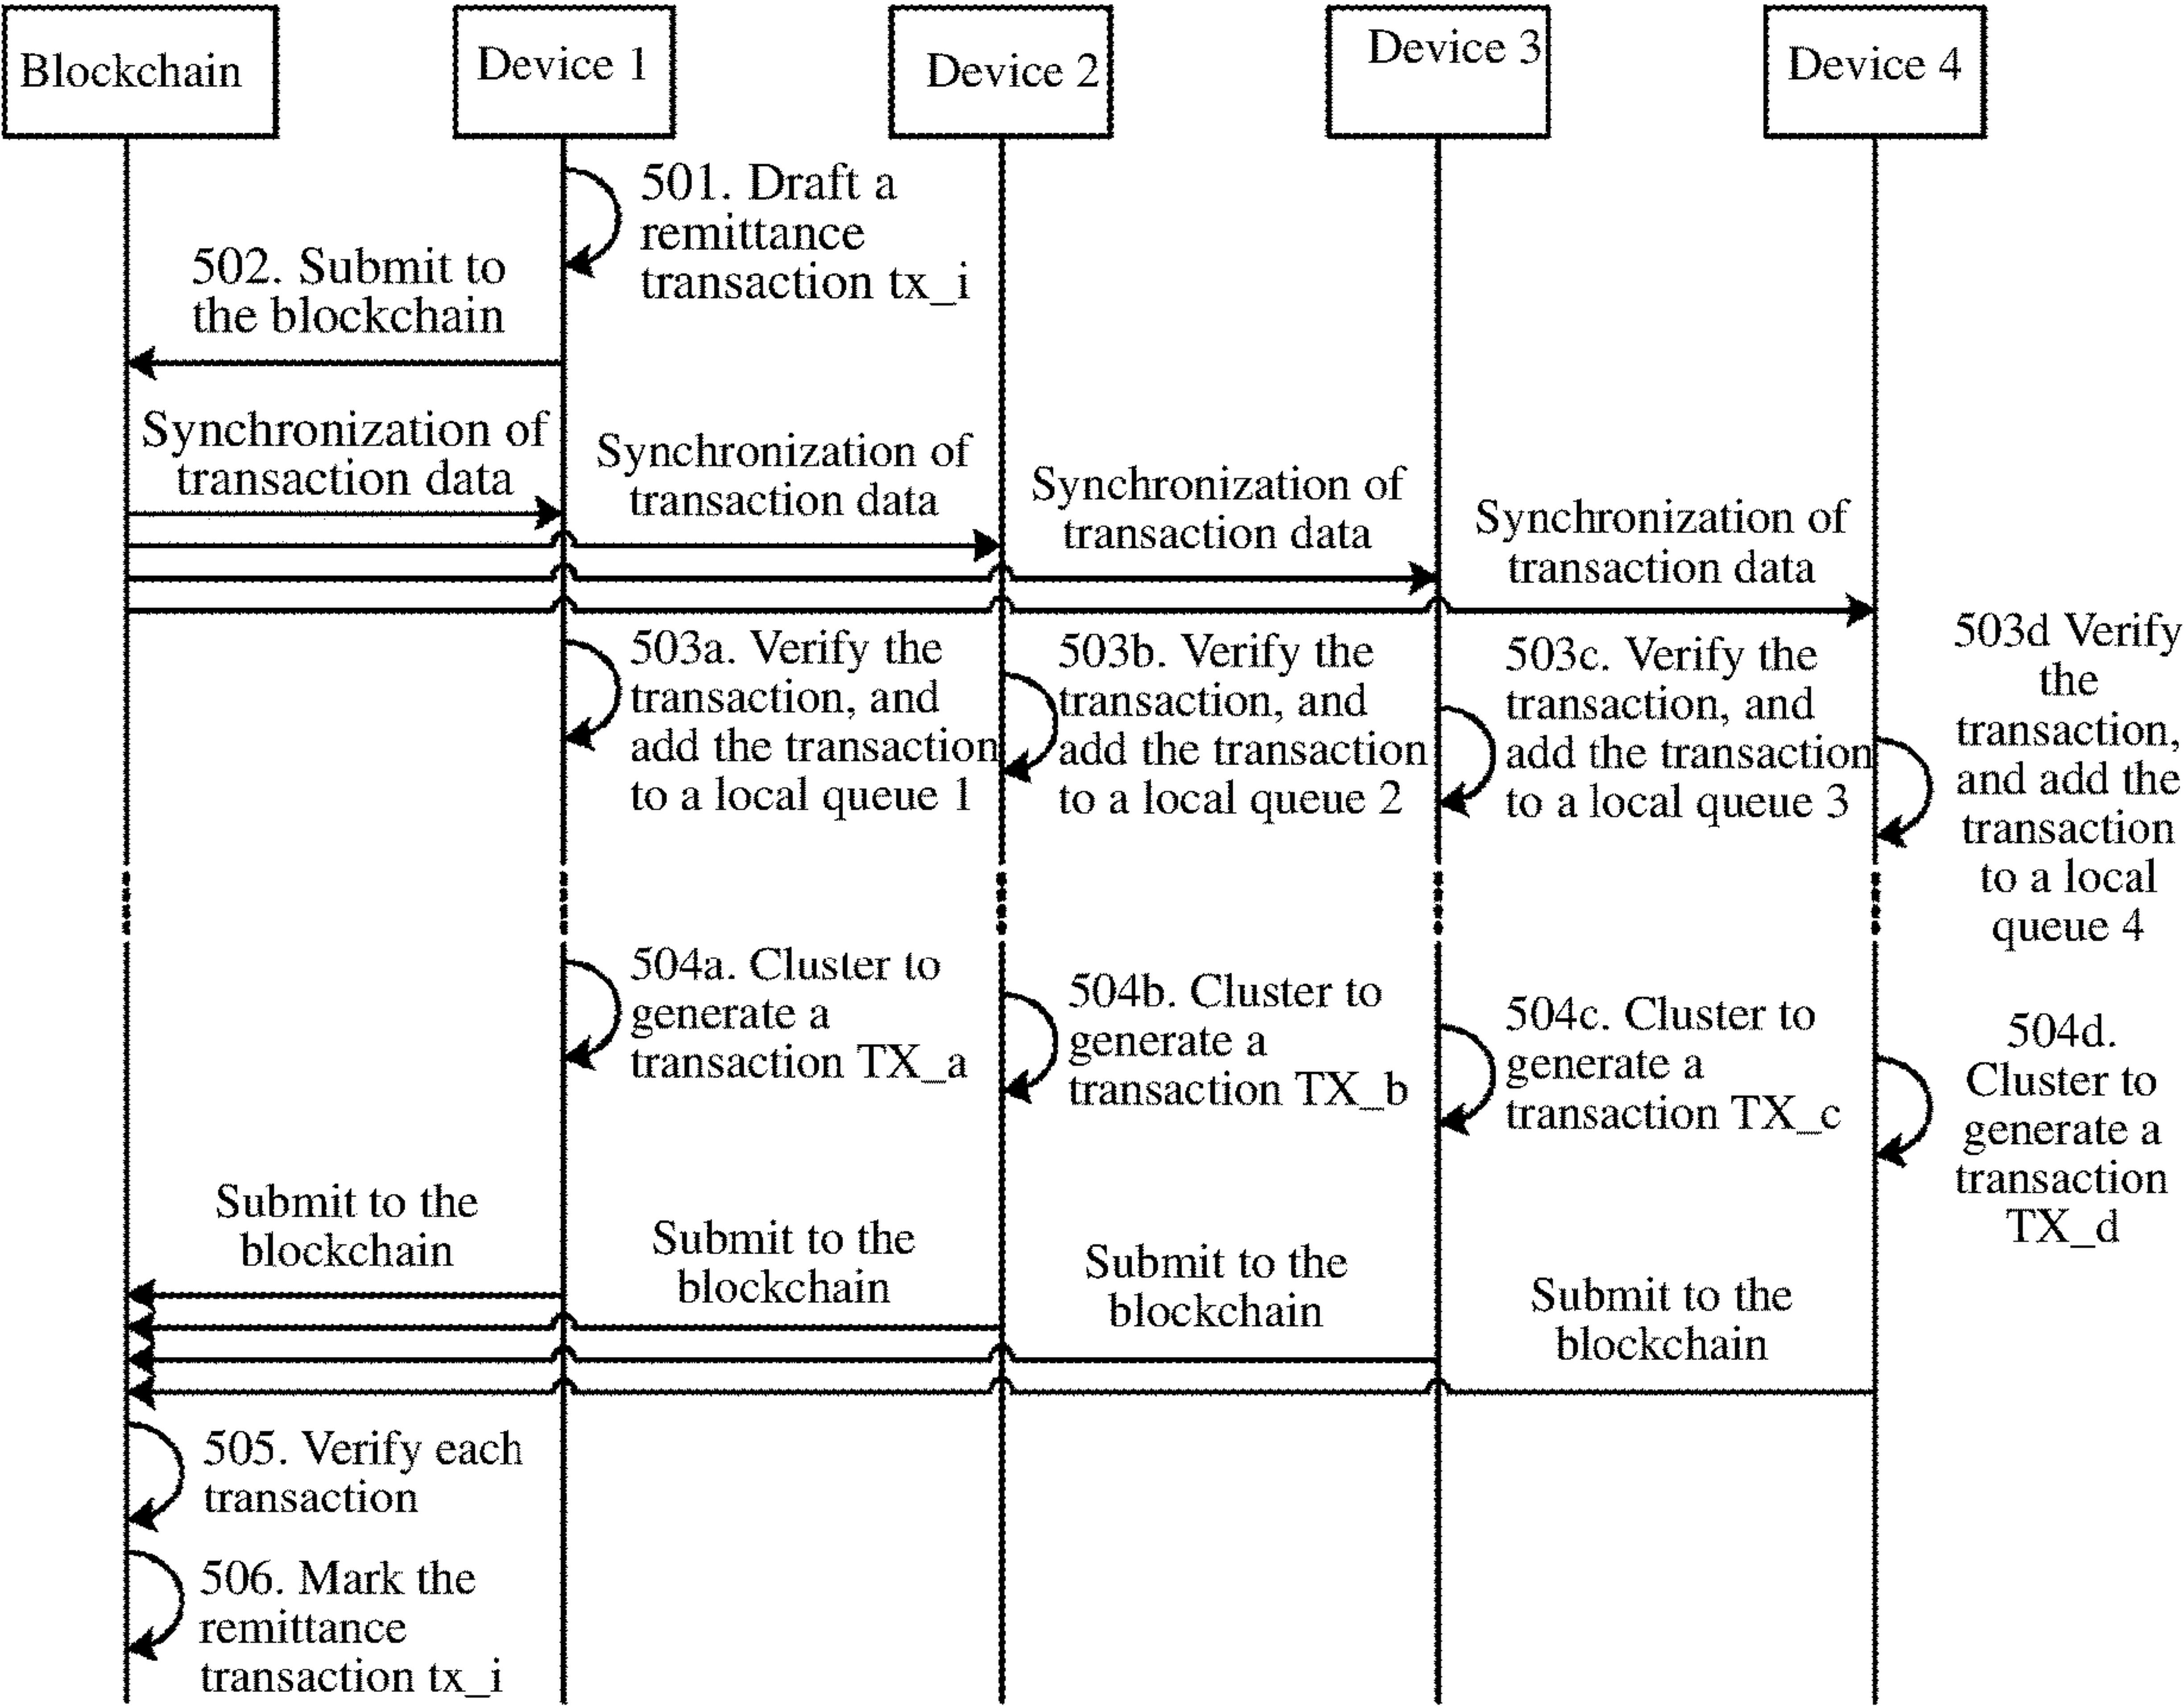 Blockchain
Device 1
Device 2
Device 3
Device 4
501. Draft a
remittance
transaction tx_i
502. Submit to
the blockchain
Synchronization of
transaction data
Synchronization of
transaction data
Synchronization of
transaction data
Synchronization of
transaction data
503a. Verify the
transaction, and
add the transaction
to a local queue 1
503b. Verify the
transaction, and
add the transaction
to a local queue 2
503c. Verify the
transaction, and
add the transaction
to a local queue 3
503d Verify
the
transaction,
and add the
transaction
to a local
queue 4
504a. Cluster to
generate a
transaction TX_a
504b. Cluster to
generate a
transaction TX_b
504c. Cluster to
generate a
transaction TX_c
504d.
Cluster to
generate a
transaction
TX_d
Submit to the
blockchain
Submit to the
blockchain
Submit to the
blockchain
Submit to the
blockchain
505. Verify each
transaction
506. Mark the
remittance
transaction tx_i